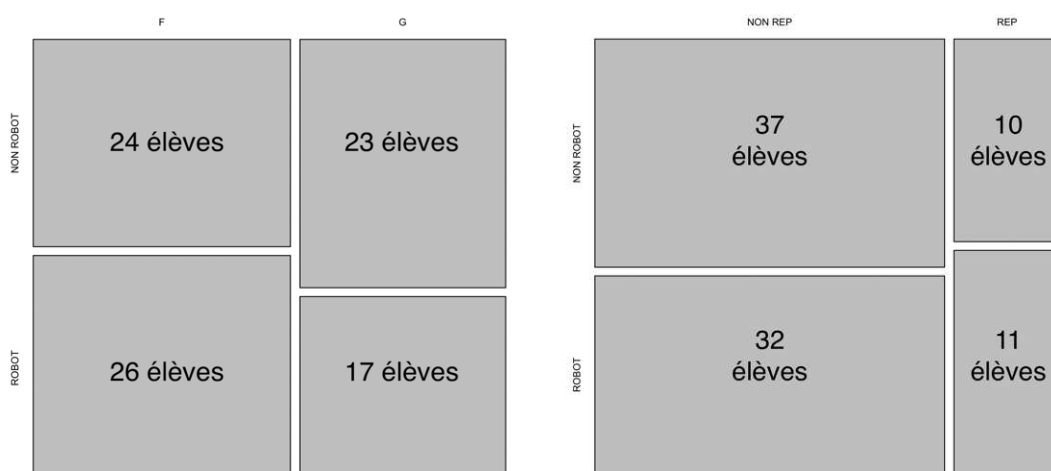 F G
NON ROBOT
24 élèves
23 élèves
ROBOT
26 élèves
17 élèves
NON REP REP
NON ROBOT
37
élèves
10
élèves
ROBOT
32
élèves
11
élèves